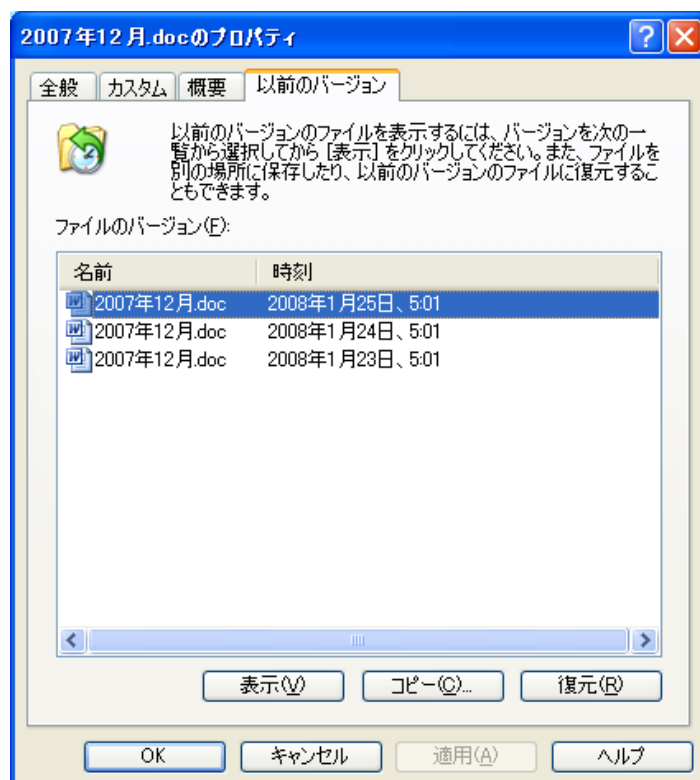 2007年12月.docのプロパティ
全般 カスタム 概要 以前のバージョン
以前のバージョンのファイルを表示するには、バージョンを次の一
覧から選択してから [表示] をクリックしてください。また、ファイルを
別の場所に保存したり、以前のバージョンのファイルに復元するこ
ともできます。
ファイルのバージョン(F):
名前 時刻
2007年12月.doc 2008年1月25日、5:01
2007年12月.doc 2008年1月24日、5:01
2007年12月.doc 2008年1月23日、5:01
表示(V) コピー(C)... 復元(R)
OK キャンセル 適用(A) ヘルプ